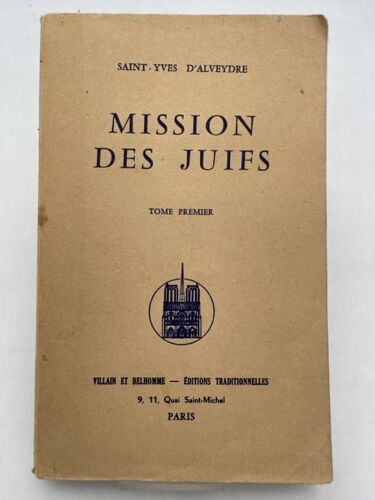 SAINT-YVES D'ALVEYDRE
MISSION
DES JUIFS
TOME PREMIER
VILLAIN ET BELHOMME — ÉDITIONS TRADITIONNELLES
9, 11, Quai Saint-Michel
PARIS